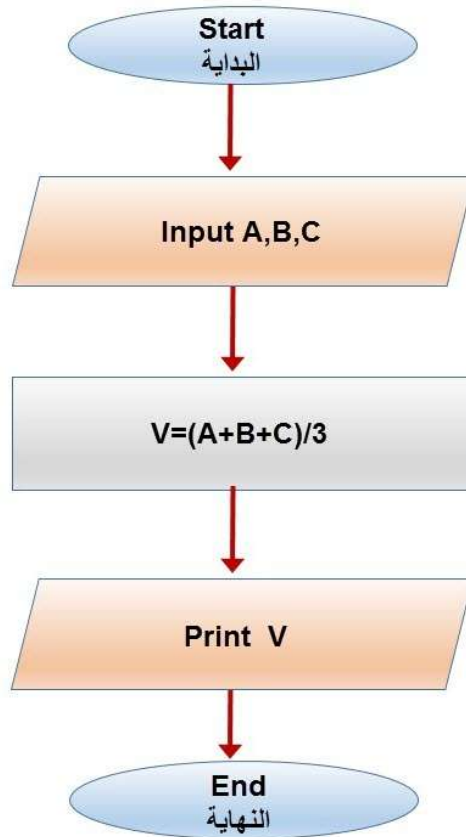 Start
البداية
Input A,B,C
V=(A+B+C)/3
Print V
End
النهاية